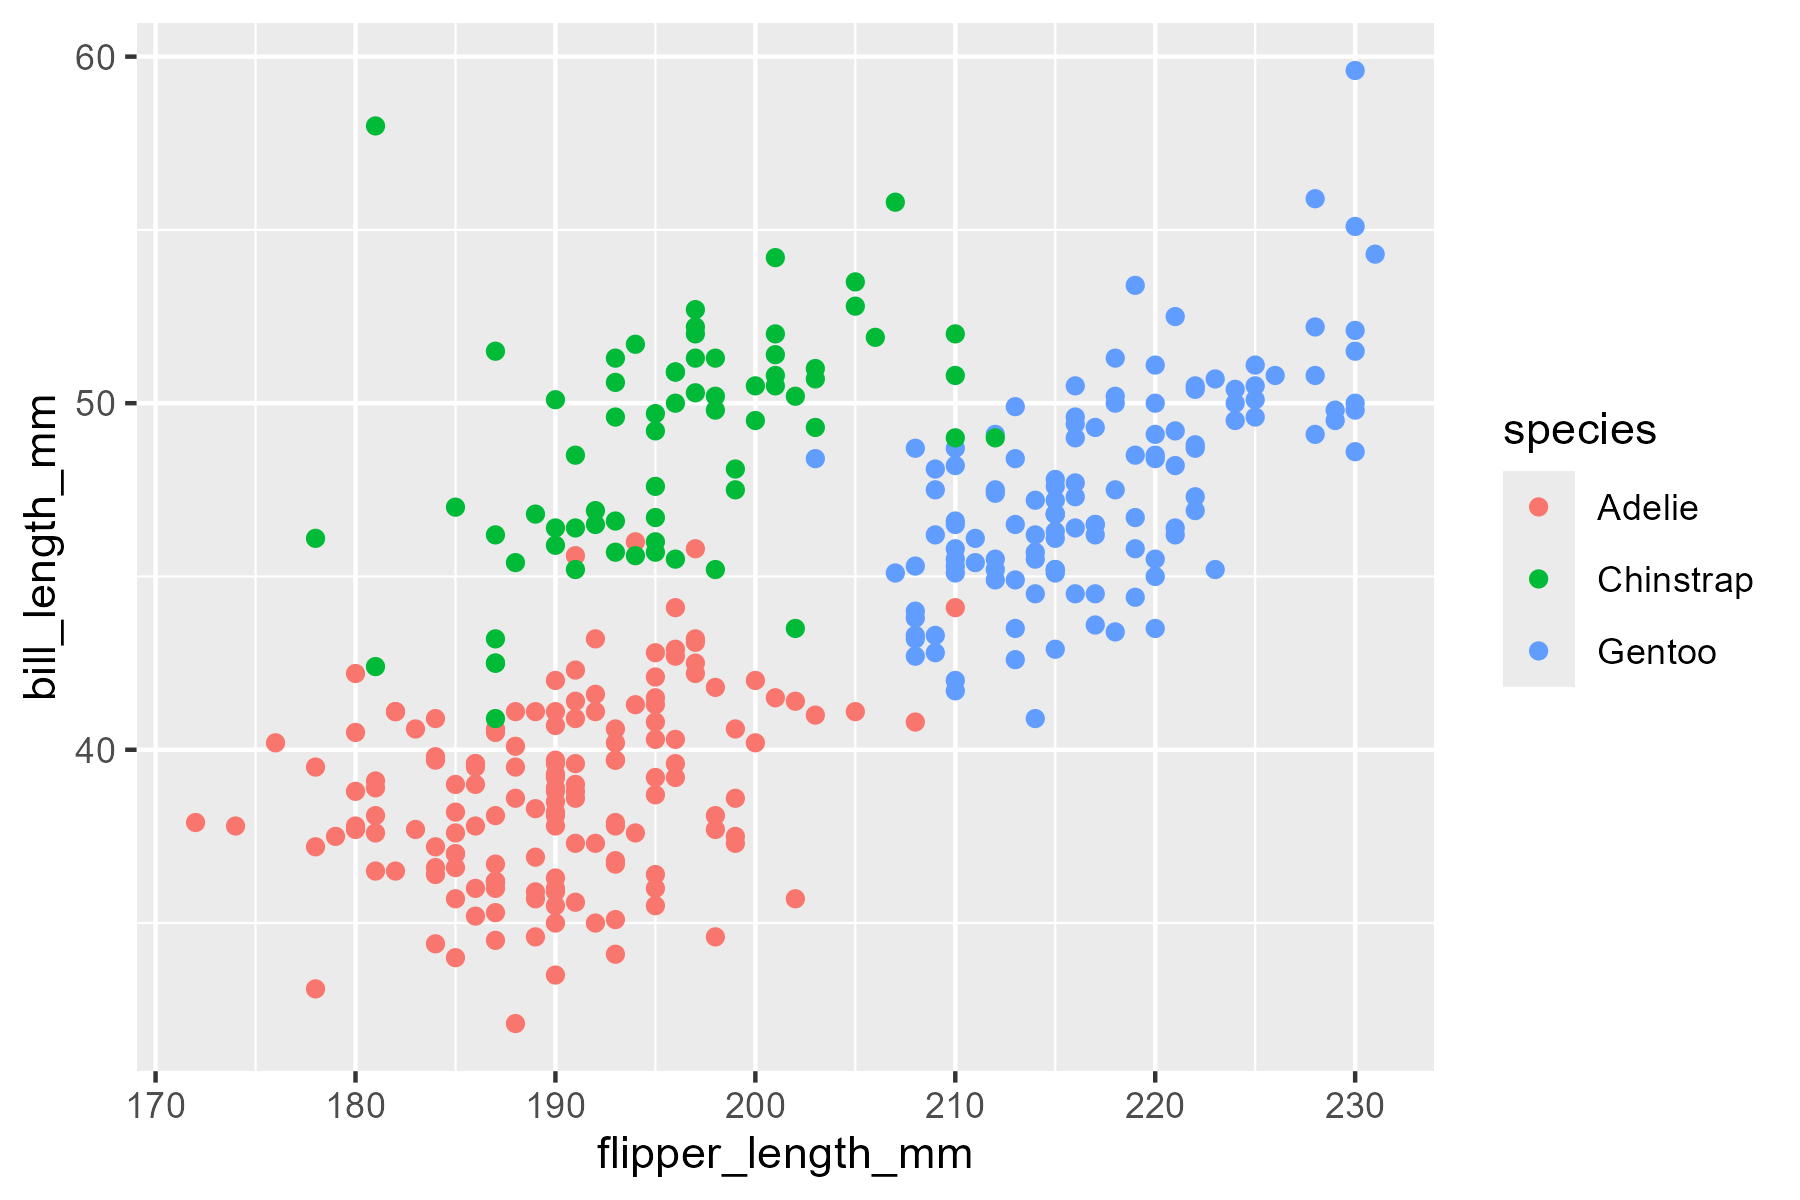 60
50
40
bill_length_mm
170 180 190 200 210 220 230
flipper_length_mm
species
Adelie
Chinstrap
Gentoo